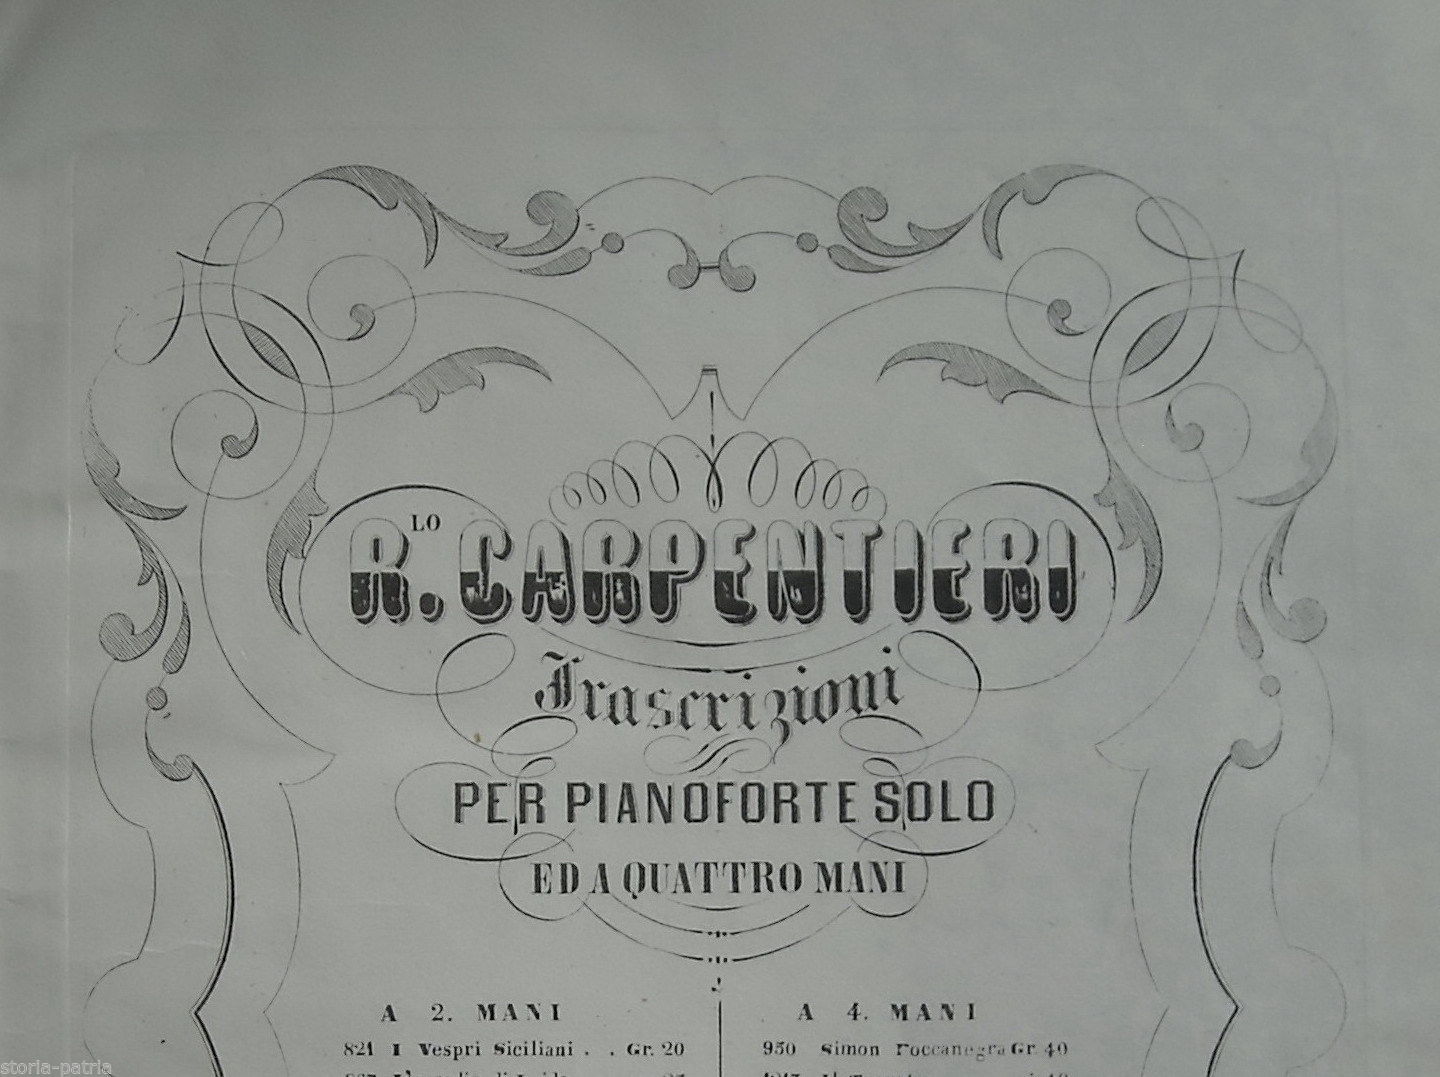 R.LO CARPENTIERI
Trascrizioni
PER PIANOFORTE SOLO
ED A QUATTRO MANI
A 2. MANI
821 I Vespri Siciliani . . Gr. 20
A 4. MANI
950 Simon Boccanegra Gr. 40
storia-patria